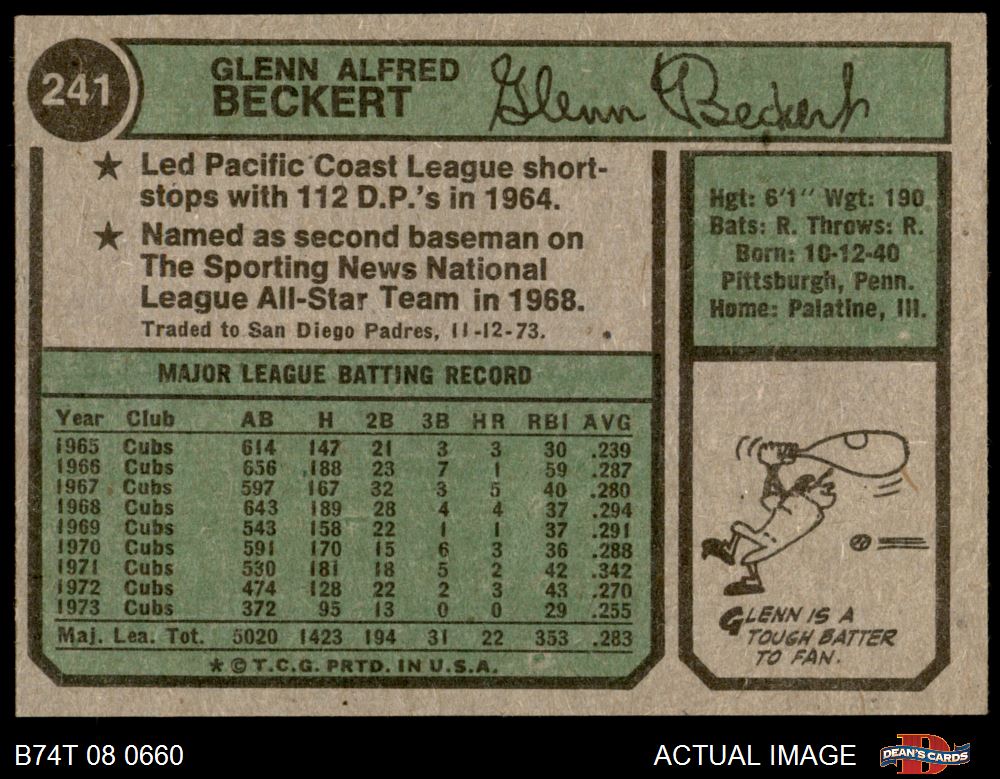 241
GLENN ALFRED
BECKERT
Glenn Beckert
★ Led Pacific Coast League short-
stops with 112 D.P.'s in 1964.
★ Named as second baseman on
The Sporting News National
League All-Star Team in 1968.
Traded to San Diego Padres, 11-12-73.
Hgt: 6'1" Wgt: 190
Bats: R. Throws: R.
Born: 10-12-40
Pittsburgh, Penn.
Home: Palatine, Ill.
MAJOR LEAGUE BATTING RECORD
Year Club AB H 2B 3B HR RBI AVG
1965 Cubs 614 147 21 3 3 30 .239
1966 Cubs 656 188 23 7 1 59 .287
1967 Cubs 597 167 32 3 5 40 .280
1968 Cubs 643 189 28 4 4 37 .294
1969 Cubs 543 158 22 1 1 37 .291
1970 Cubs 591 170 15 6 3 36 .288
1971 Cubs 530 181 18 5 2 42 .342
1972 Cubs 474 128 22 2 3 43 .270
1973 Cubs 372 95 13 0 0 29 .255
Maj. Lea. Tot. 5020 1423 194 31 22 353 .283
★ © T.C.G. PRTD. IN U.S.A.
GLENN IS A
TOUGH BATTER
TO FAN.
B74T 08 0660
ACTUAL IMAGE
DEAN'S CARDS